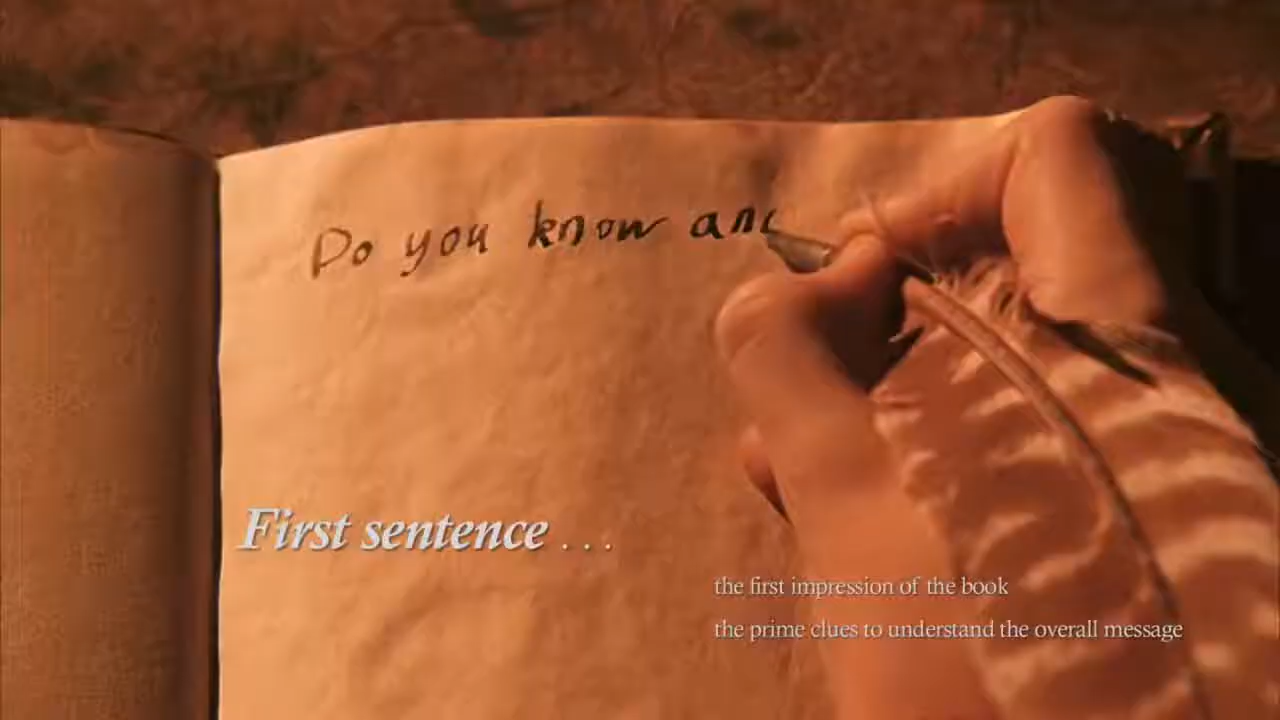 Do you know an
First sentence . . .
the first impression of the book
the prime clues to understand the overall message